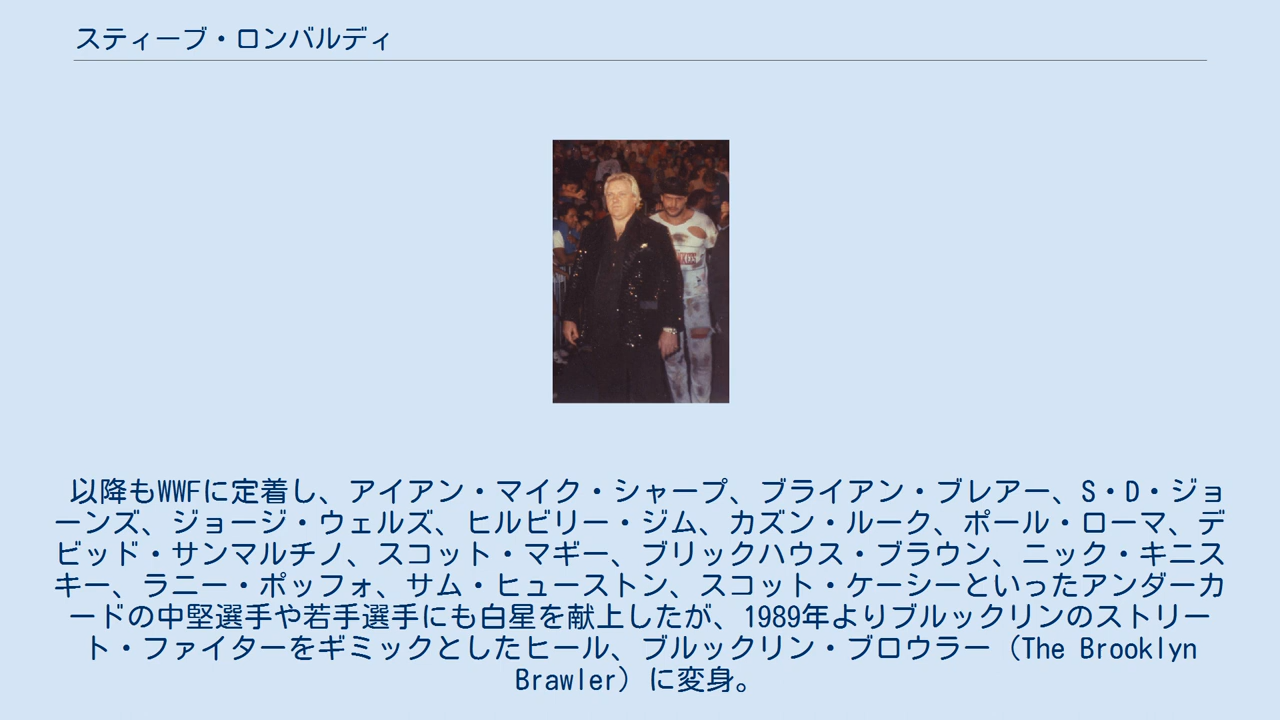 スティーブ・ロンバルディ
以降もWWFに定着し、アイアン・マイク・シャープ、ブライアン・ブレアー、S・D・ジョ
ーンズ、ジョージ・ウェルズ、ヒルビリー・ジム、カズン・ルーク、ポール・ローマ、デ
ビッド・サンマルチノ、スコット・マギー、ブリックハウス・ブラウン、ニック・キニス
キー、ラニー・ポッフォ、サム・ヒューストン、スコット・ケーシーといったアンダーカ
ードの中堅選手や若手選手にも白星を献上したが、1989年よりブルックリンのストリー
ト・ファイターをギミックとしたヒール、ブルックリン・ブロウラー（The Brooklyn
Brawler）に変身。